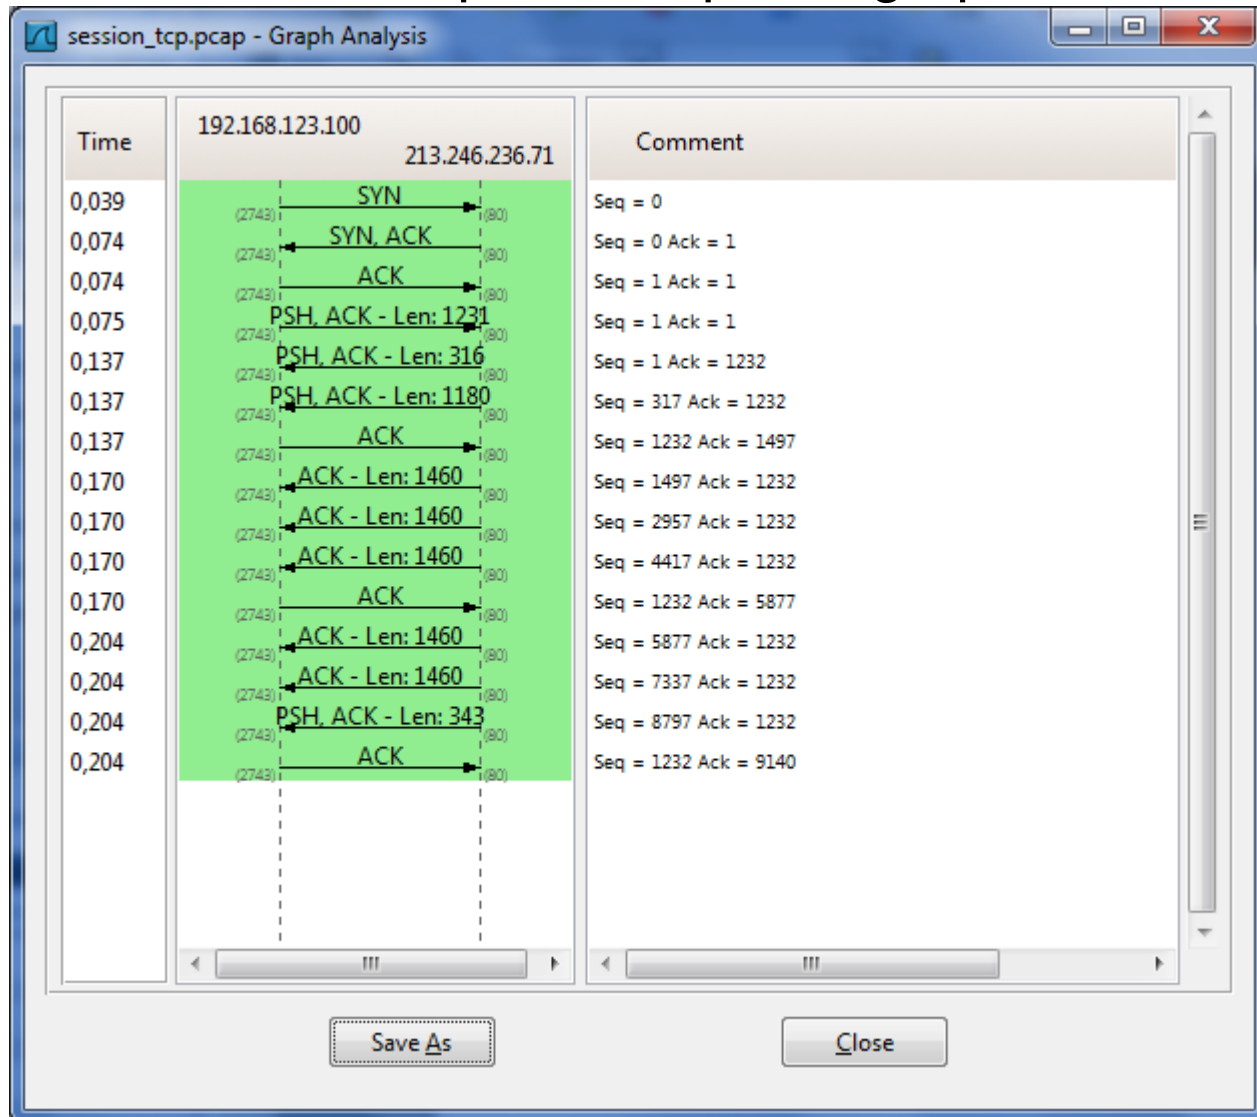 session_tcp.pcap - Graph Analysis
Time 192.168.123.100 213.246.236.71 Comment
0,039 (2743) SYN (80) Seq = 0
0,074 (2743) SYN, ACK (80) Seq = 0 Ack = 1
0,074 (2743) ACK (80) Seq = 1 Ack = 1
0,075 (2743) PSH, ACK - Len: 1231 (80) Seq = 1 Ack = 1
0,137 (2743) PSH, ACK - Len: 316 (80) Seq = 1 Ack = 1232
0,137 (2743) PSH, ACK - Len: 1180 (80) Seq = 317 Ack = 1232
0,137 (2743) ACK (80) Seq = 1232 Ack = 1497
0,170 (2743) ACK - Len: 1460 (80) Seq = 1497 Ack = 1232
0,170 (2743) ACK - Len: 1460 (80) Seq = 2957 Ack = 1232
0,170 (2743) ACK - Len: 1460 (80) Seq = 4417 Ack = 1232
0,170 (2743) ACK (80) Seq = 1232 Ack = 5877
0,204 (2743) ACK - Len: 1460 (80) Seq = 5877 Ack = 1232
0,204 (2743) ACK - Len: 1460 (80) Seq = 7337 Ack = 1232
0,204 (2743) PSH, ACK - Len: 343 (80) Seq = 8797 Ack = 1232
0,204 (2743) ACK (80) Seq = 1232 Ack = 9140
Save As Close